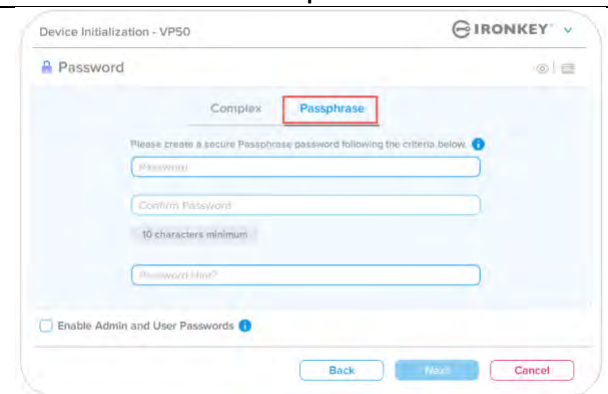 Device Initialization - VP50
IRONKEY
Password
Complex
Passphrase
Please create a secure Passphrase password following the criteria below.
Password
Confirm Password
10 characters minimum
Password Hint?
Enable Admin and User Passwords
Back
Next
Cancel